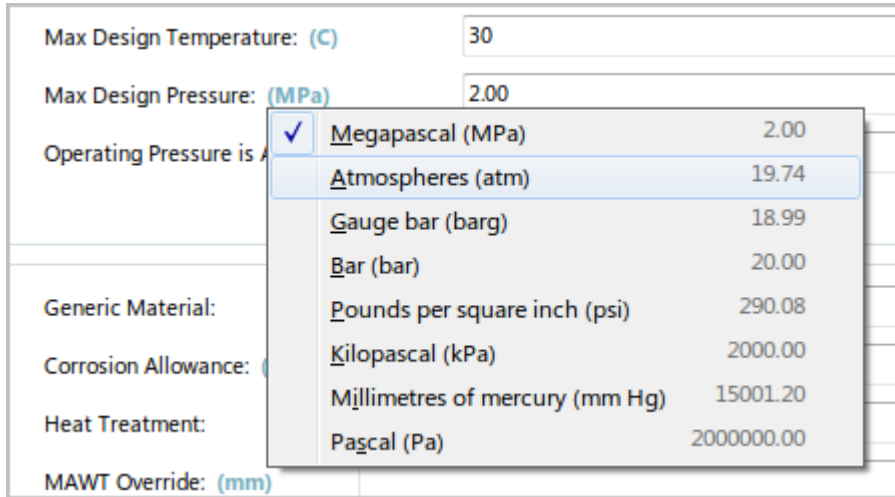 Max Design Temperature: (C) 30
Max Design Pressure: (MPa) 2.00
Operating Pressure is
Megapascal (MPa) 2.00
Atmospheres (atm) 19.74
Gauge bar (barg) 18.99
Bar (bar) 20.00
Pounds per square inch (psi) 290.08
Kilopascal (kPa) 2000.00
Millimetres of mercury (mm Hg) 15001.20
Pascal (Pa) 2000000.00
Generic Material:
Corrosion Allowance:
Heat Treatment:
MAWT Override: (mm)